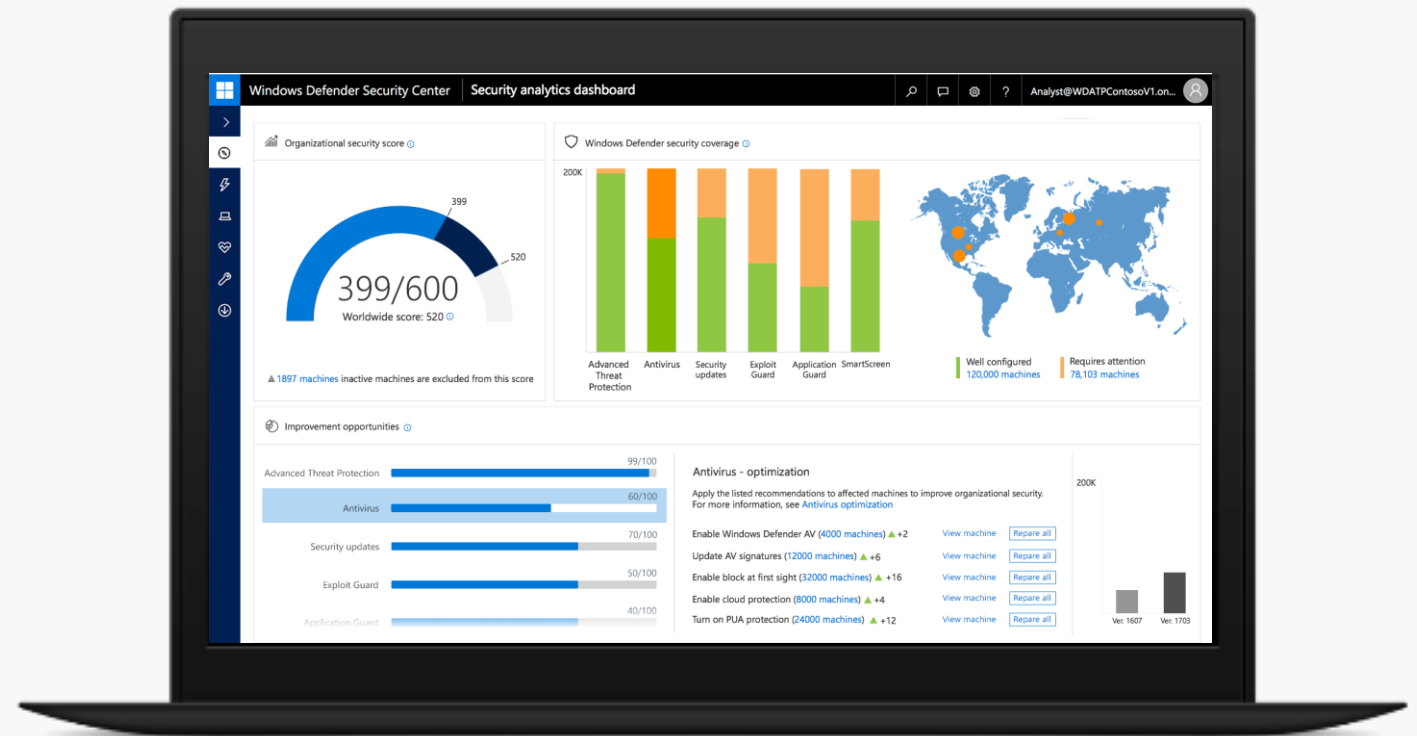 Windows Defender Security Center
Security analytics dashboard
?
Analyst@WDATPContosoV1.on...
Organizational security score
399
520
399/600
Worldwide score: 520
1897 machines inactive machines are excluded from this score
Windows Defender security coverage
200K
Advanced
Threat
Protection
Antivirus
Security
updates
Exploit
Guard
Application
Guard
SmartScreen
Well configured
120,000 machines
Requires attention
78,103 machines
Improvement opportunities
Advanced Threat Protection
99/100
Antivirus
60/100
Security updates
70/100
Exploit Guard
50/100
Application Guard
40/100
Antivirus - optimization
Apply the listed recommendations to affected machines to improve organizational security.
For more information, see Antivirus optimization
Enable Windows Defender AV (4000 machines) +2 View machine Repare all
Update AV signatures (12000 machines) +6 View machine Repare all
Enable block at first sight (32000 machines) +16 View machine Repare all
Enable cloud protection (8000 machines) +4 View machine Repare all
Turn on PUA protection (24000 machines) +12 View machine Repare all
200K
Ver. 1607
Ver. 1703